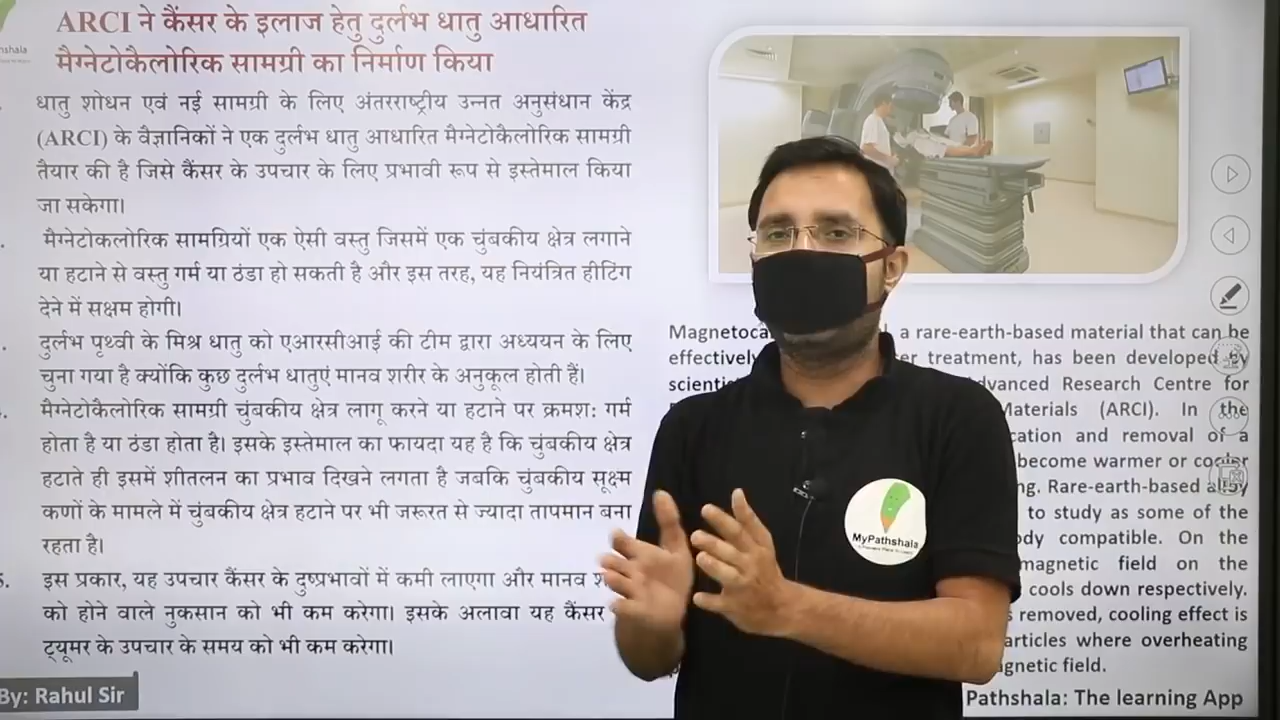 nshala
ARCI ने कैंसर के इलाज हेतु दुर्लभ धातु आधारित
मैग्नेटोकैलोरिक सामग्री का निर्माण किया
धातु शोधन एवं नई सामग्री के लिए अंतरराष्ट्रीय उन्नत अनुसंधान केंद्र
(ARCI) के वैज्ञानिकों ने एक दुर्लभ धातु आधारित मैग्नेटोकैलोरिक सामग्री
तैयार की है जिसे कैंसर के उपचार के लिए प्रभावी रूप से इस्तेमाल किया
जा सकेगा।
मैग्नेटोकलोरिक सामग्रियों एक ऐसी वस्तु जिसमें एक चुंबकीय क्षेत्र लगाने
या हटाने से वस्तु गर्म या ठंडा हो सकती है और इस तरह, यह नियंत्रित हीटिंग
देने में सक्षम होगी।
दुर्लभ पृथ्वी के मिश्र धातु को एआरसीआई की टीम द्वारा अध्ययन के लिए
चुना गया है क्योंकि कुछ दुर्लभ धातुएं मानव शरीर के अनुकूल होती हैं।
मैग्नेटोकैलोरिक सामग्री चुंबकीय क्षेत्र लागू करने या हटाने पर क्रमशः गर्म
होता है या ठंडा होता है। इसके इस्तेमाल का फायदा यह है कि चुंबकीय क्षेत्र
हटाते ही इसमें शीतलन का प्रभाव दिखने लगता है जबकि चुंबकीय सूक्ष्म
कणों के मामले में चुंबकीय क्षेत्र हटाने पर भी जरूरत से ज्यादा तापमान बना
रहता है।
इस प्रकार, यह उपचार कैंसर के दुष्प्रभावों में कमी लाएगा और मानव
को होने वाले नुकसान को भी कम करेगा। इसके अलावा यह कैंसर
ट्यूमर के उपचार के समय को भी कम करेगा।
By: Rahul Sir
Magnetoca a rare-earth-based material that can be
effectively er treatment, has been developed by
scientis dvanced Research Centre for
Materials (ARCI). In the
cation and removal of a
become warmer or cooler
ng. Rare-earth-based alloy
to study as some of the
dy compatible. On the
magnetic field on the
cools down respectively.
removed, cooling effect is
articles where overheating
gnetic field.
MyPathshala
Pathshala: The learning App